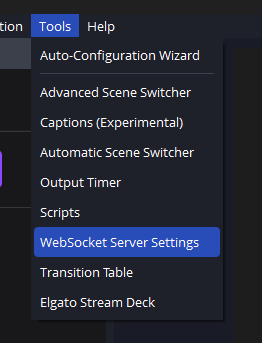 tion Tools Help
Auto-Configuration Wizard
Advanced Scene Switcher
Captions (Experimental)
Automatic Scene Switcher
Output Timer
Scripts
WebSocket Server Settings
Transition Table
Elgato Stream Deck